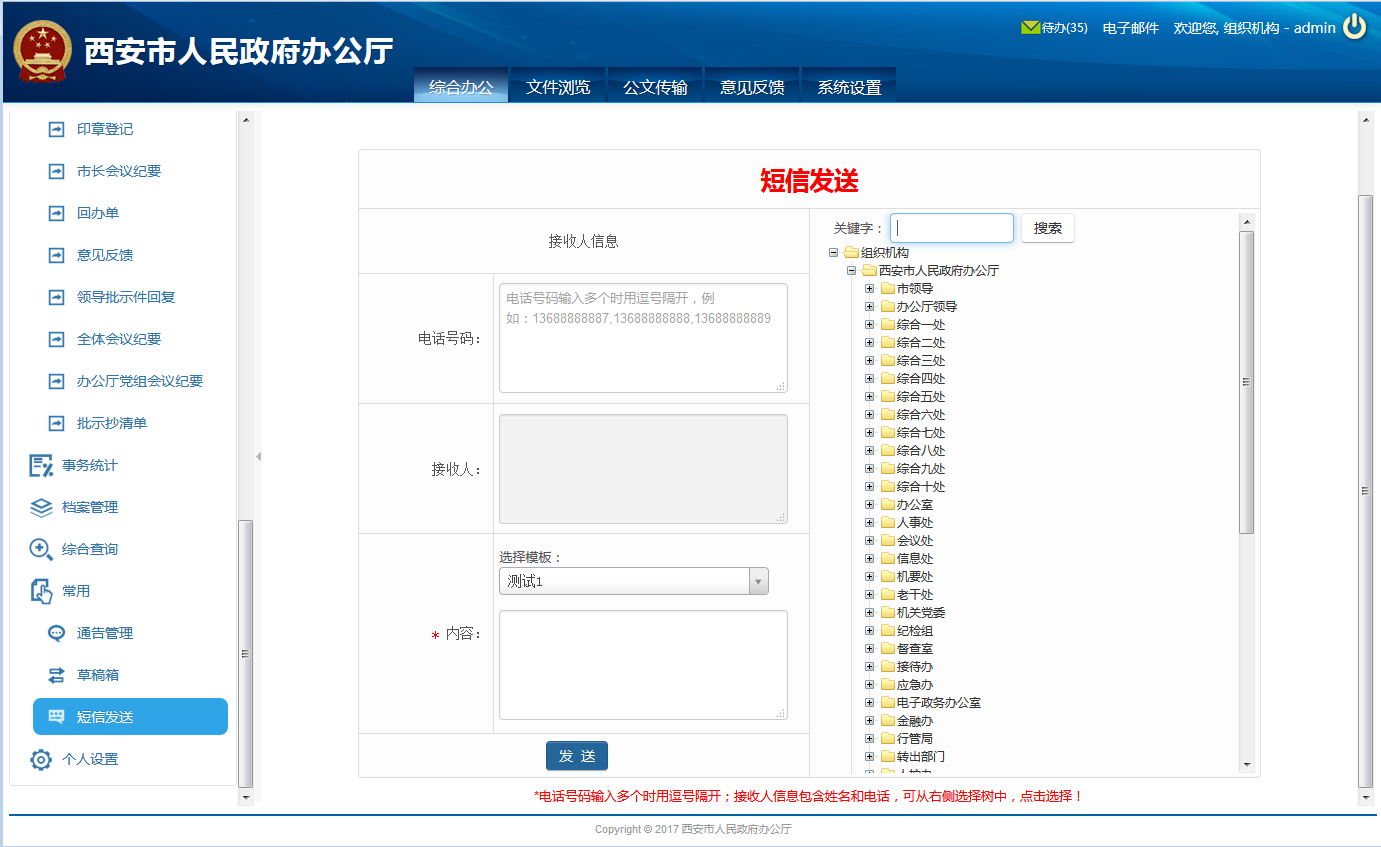 待办(35) 电子邮件 欢迎您, 组织机构 - admin
西安市人民政府办公厅
综合办公 文件浏览 公文传输 意见反馈 系统设置
印章登记
市长会议纪要
回办单
意见反馈
领导批示件回复
全体会议纪要
办公厅党组会议纪要
批示抄清单
事务统计
档案管理
综合查询
常用
通告管理
草稿箱
短信发送
个人设置
短信发送
接收人信息
电话号码：
电话号码输入多个时用逗号隔开，例
如：13688888887,13688888888,13688888889
接收人：
选择模板：
测试1
* 内容：
发 送
关键字： 搜索
组织机构
西安市人民政府办公厅
市领导
办公厅领导
综合一处
综合二处
综合三处
综合四处
综合五处
综合六处
综合七处
综合八处
综合九处
综合十处
办公室
人事处
会议处
信息处
机要处
老干处
机关党委
纪检组
督查室
接待办
应急办
电子政务办公室
金融办
行管局
转出部门
*电话号码输入多个时用逗号隔开；接收人信息包含姓名和电话，可从右侧选择树中，点击选择！
Copyright © 2017 西安市人民政府办公厅